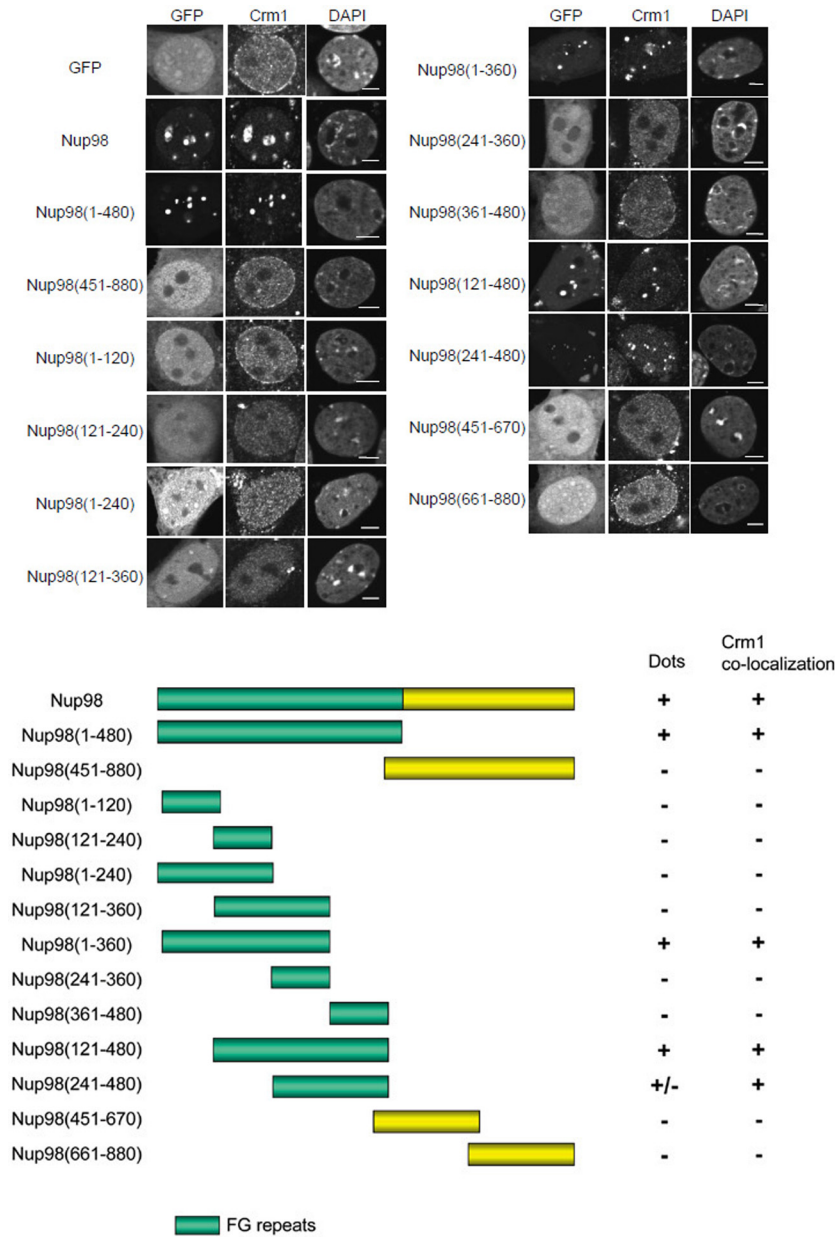 GFP Crm1 DAPI
GFP
Nup98
Nup98(1-480)
Nup98(451-880)
Nup98(1-120)
Nup98(121-240)
Nup98(1-240)
Nup98(121-360)
GFP Crm1 DAPI
Nup98(1-360)
Nup98(241-360)
Nup98(361-480)
Nup98(121-480)
Nup98(241-480)
Nup98(451-670)
Nup98(661-880)
Dots Crm1
co-localization
Nup98 + +
Nup98(1-480) + +
Nup98(451-880) - -
Nup98(1-120) - -
Nup98(121-240) - -
Nup98(1-240) - -
Nup98(121-360) - -
Nup98(1-360) + +
Nup98(241-360) - -
Nup98(361-480) - -
Nup98(121-480) + +
Nup98(241-480) +/- +
Nup98(451-670) - -
Nup98(661-880) - -
FG repeats